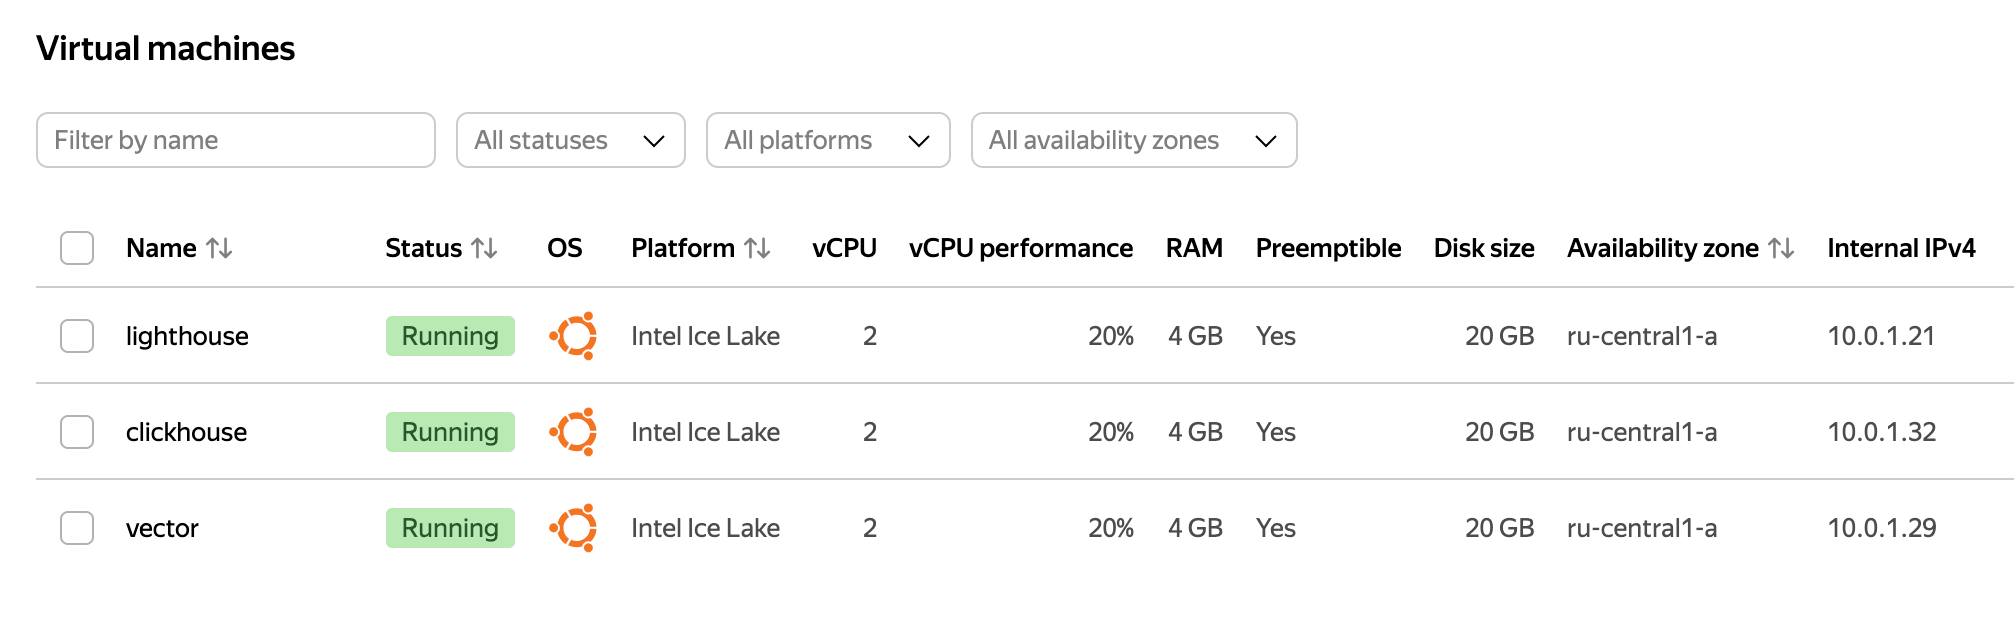 Virtual machines
Filter by name All statuses All platforms All availability zones
Name Status OS Platform vCPU vCPU performance RAM Preemptible Disk size Availability zone Internal IPv4
lighthouse Running Intel Ice Lake 2 20% 4 GB Yes 20 GB ru-central1-a 10.0.1.21
clickhouse Running Intel Ice Lake 2 20% 4 GB Yes 20 GB ru-central1-a 10.0.1.32
vector Running Intel Ice Lake 2 20% 4 GB Yes 20 GB ru-central1-a 10.0.1.29